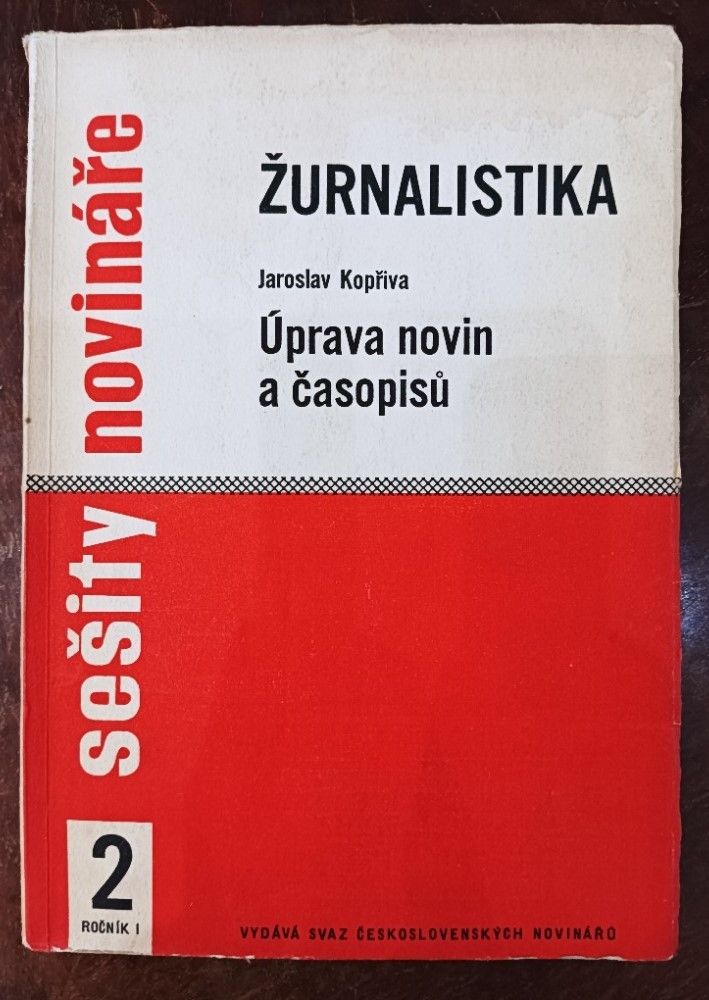 ŽURNALISTIKA
Jaroslav Kopřiva
Úprava novin
a časopisů
sešity novináře
2
ROČNÍK I
VYDÁVÁ SVAZ ČESKOSLOVENSKÝCH NOVINÁŘŮ